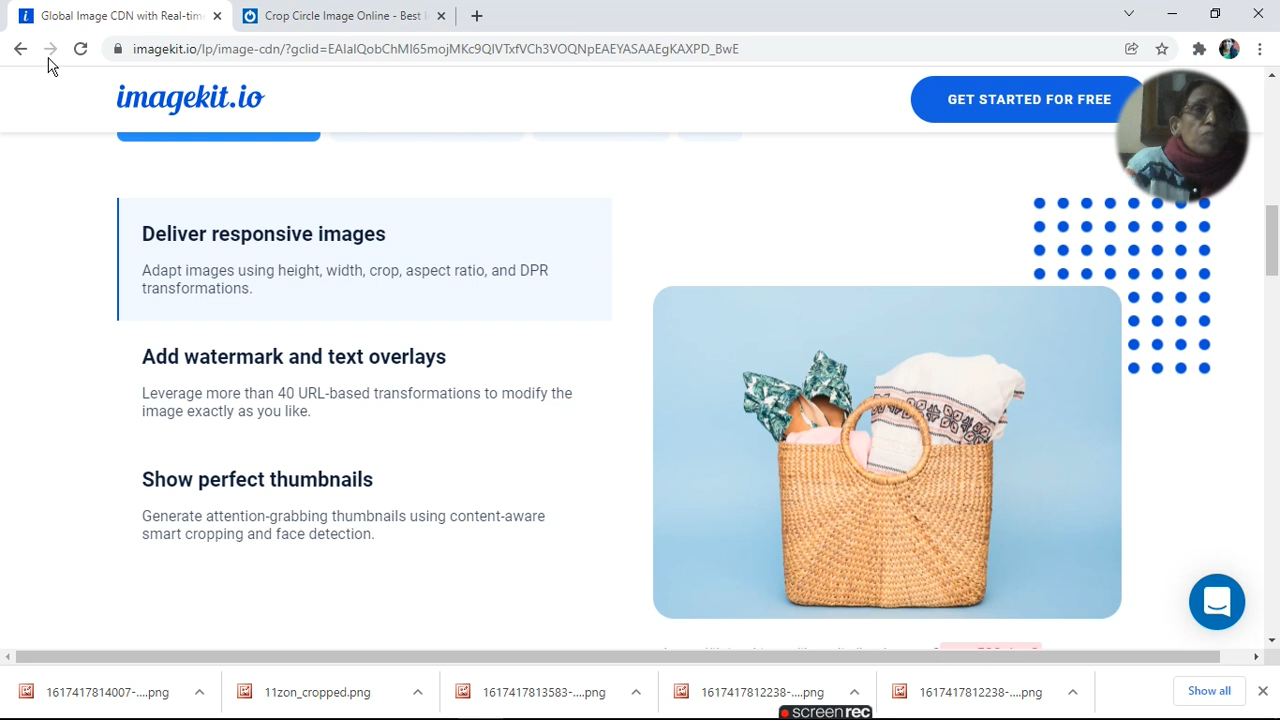 Global Image CDN with Real-time
Crop Circle Image Online - Best I
imagekit.io/lp/image-cdn/?gclid=EAIaIQobChMI65mojMKc9QIVTxfVCh3VOQNpEAEYASAAEgKAXPD_BwE
imagekit.io
GET STARTED FOR FREE
Deliver responsive images
Adapt images using height, width, crop, aspect ratio, and DPR
transformations.
Add watermark and text overlays
Leverage more than 40 URL-based transformations to modify the
image exactly as you like.
Show perfect thumbnails
Generate attention-grabbing thumbnails using content-aware
smart cropping and face detection.
1617417814007-....png
11zon_cropped.png
1617417813583-....png
1617417812238-....png
1617417812238-....png
Show all
screenrec